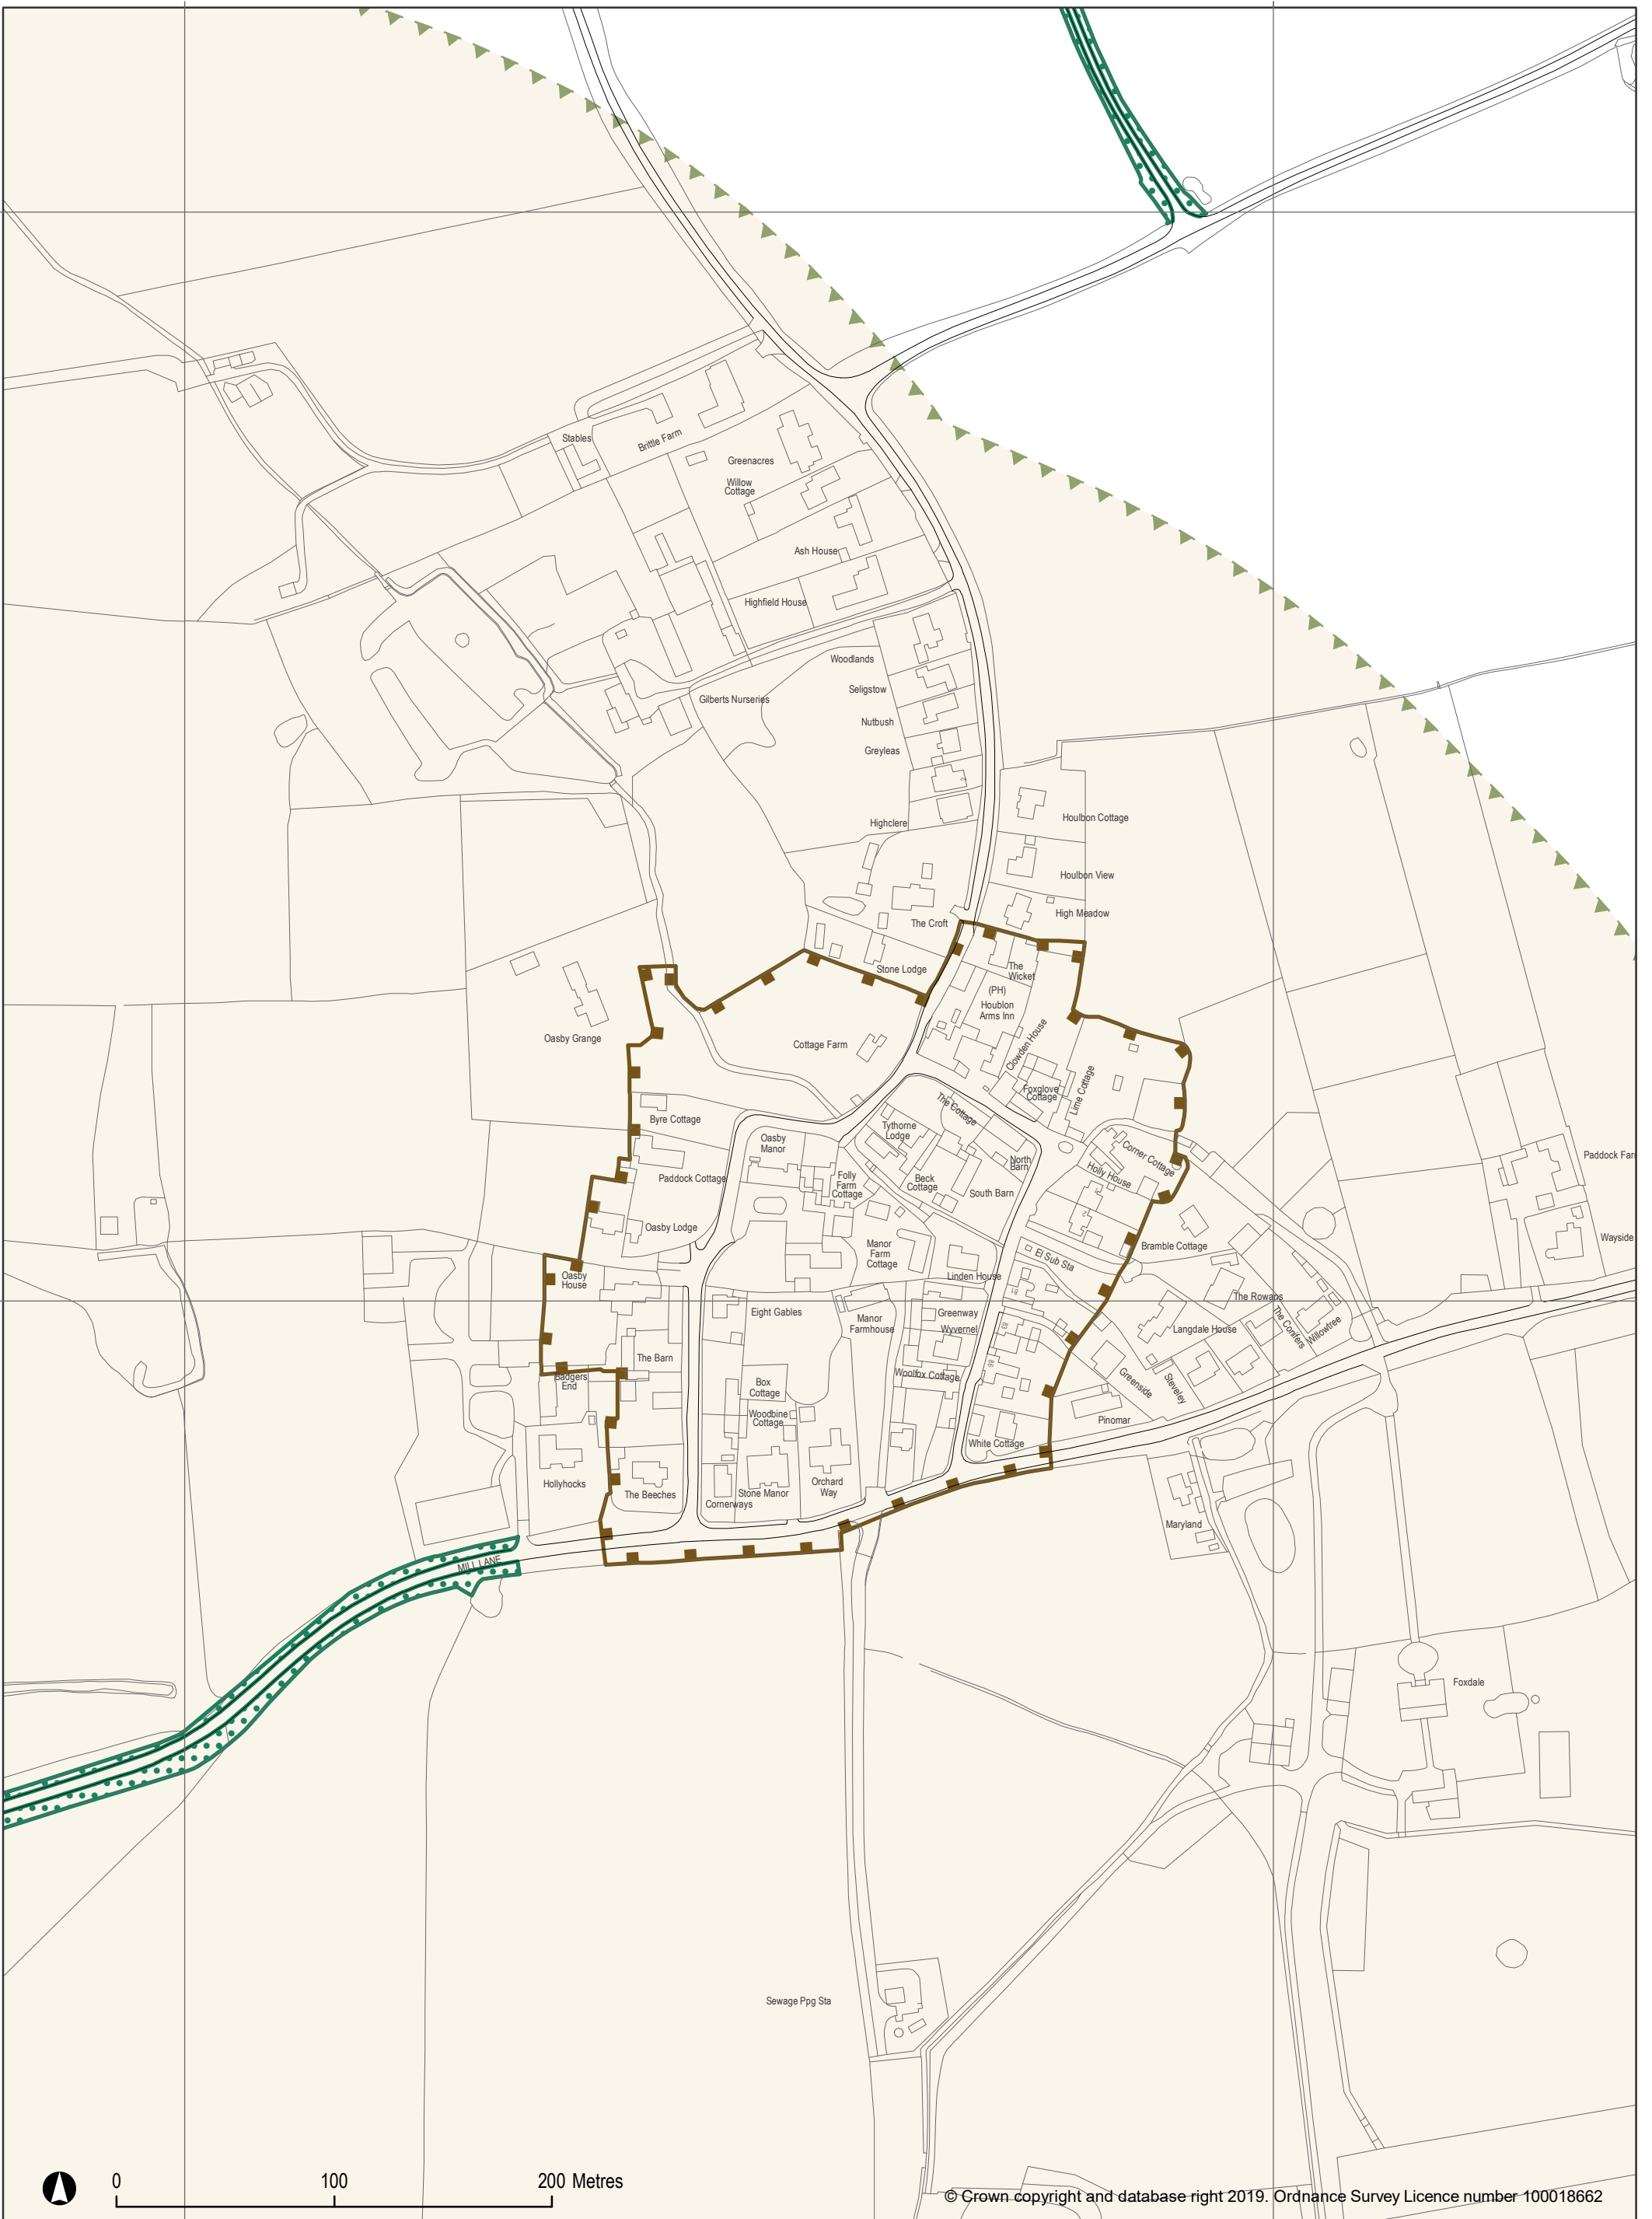 Stables
Brittle Farm
Greenacres
Willow
Cottage
Ash House
Highfield House
Woodlands
Seligstow
Gilberts Nurseries
Nutbush
Greyleas
2
Highclere
Houlbon Cottage
Houlbon View
High Meadow
The Croft
Stone Lodge
The
Wicket
(PH)
Houblon
Arms Inn
Oasby Grange
Cottage Farm
Clowden House
Foxglove
Cottage
Lime Cottage
The Cottage
Byre Cottage
Tythorne
Lodge
Oasby
Manor
Corner Cottage
Holly House
North
Barn
Paddock Cottage
Folly
Farm
Cottage
Beck
Cottage
South Barn
Oasby Lodge
Paddock Far
Wayside
Manor
Farm
Cottage
El Sub Sta
Bramble Cottage
Linden House
Oasby
House
Eight Gables
Manor
Farmhouse
Greenway
Wyvernel
The Rowans
The Conifers
Willowtree
Langdale House
The Barn
Badgers
End
Box
Cottage
Woolfox Cottage
Greenside
Steveley
Woodbine
Cottage
Pinomar
White Cottage
Hollyhocks
The Beeches
Cornerways
Stone Manor
Orchard
Way
Maryland
MILL LANE
Foxdale
Sewage Ppg Sta
0 100 200 Metres
© Crown copyright and database right 2019. Ordnance Survey Licence number 100018662